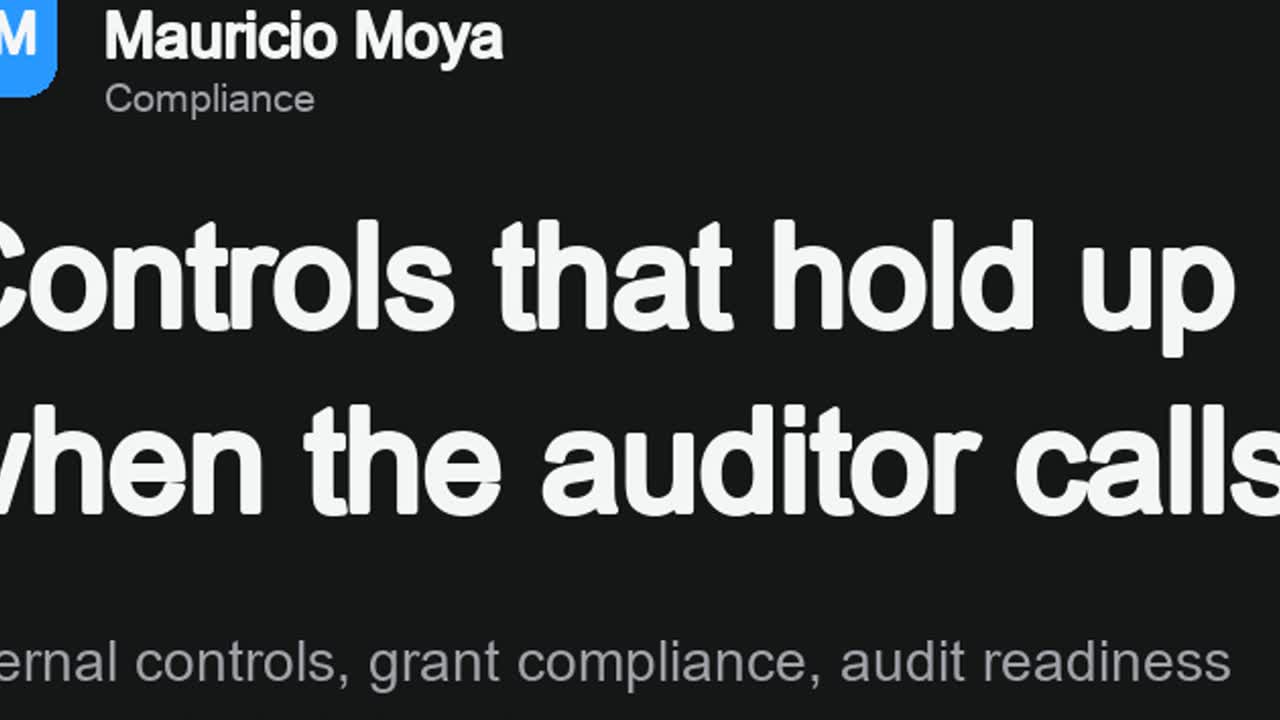 M
Mauricio Moya
Compliance
Controls that hold up
when the auditor calls
ernal controls, grant compliance, audit readiness